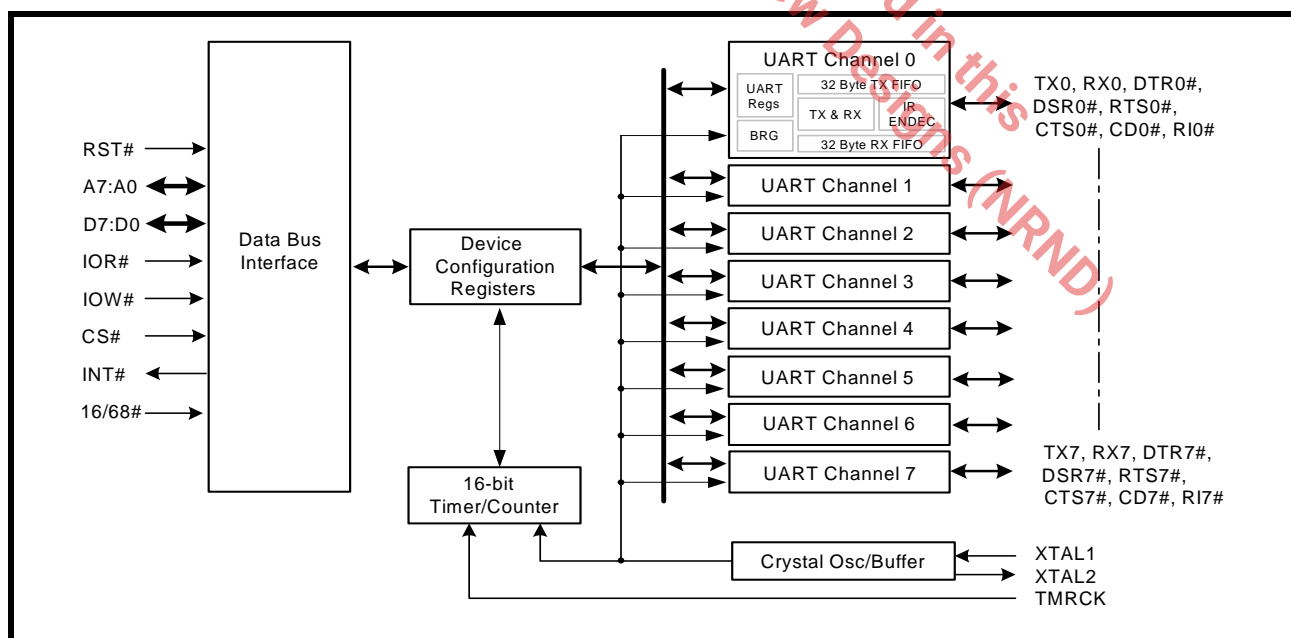 RST#
A7:A0
D7:D0
IOR#
IOW#
CS#
INT#
16/68#
Data Bus
Interface
Device
Configuration
Registers
16-bit
Timer/Counter
UART Channel 0
UART
Regs
BRG
32 Byte TX FIFO
TX & RX
IR
ENDEC
32 Byte RX FIFO
UART Channel 1
UART Channel 2
UART Channel 3
UART Channel 4
UART Channel 5
UART Channel 6
UART Channel 7
Crystal Osc/Buffer
TX0, RX0, DTR0#,
DSR0#, RTS0#,
CTS0#, CD0#, RI0#
TX7, RX7, DTR7#,
DSR7#, RTS7#,
CTS7#, CD7#, RI7#
XTAL1
XTAL2
TMRCK
in this
Designs (NRND)